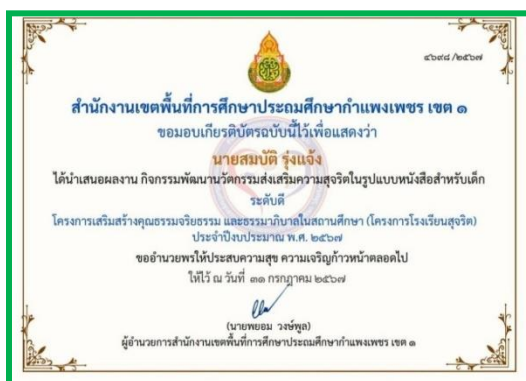 ๔๖๙๘ /๒๕๖๗
สำนักงานเขตพื้นที่การศึกษาประถมศึกษากำแพงเพชร เขต ๑
ขอมอบเกียรติบัตรฉบับนี้ไว้เพื่อแสดงว่า
นายสมบัติ รุ่งแจ้ง
ได้นำเสนอผลงาน กิจกรรมพัฒนานวัตกรรมส่งเสริมความสุจริตในรูปแบบหนังสือสำหรับเด็ก
ระดับดี
โครงการเสริมสร้างคุณธรรมจริยธรรม และธรรมาภิบาลในสถานศึกษา (โครงการโรงเรียนสุจริต)
ประจำปีงบประมาณ พ.ศ. ๒๕๖๗
ขออำนวยพรให้ประสบความสุข ความเจริญก้าวหน้าตลอดไป
ให้ไว้ ณ วันที่ ๓๑ กรกฎาคม ๒๕๖๗
(นายพยอม วงษ์พูล)
ผู้อำนวยการสำนักงานเขตพื้นที่การศึกษาประถมศึกษากำแพงเพชร เขต ๑